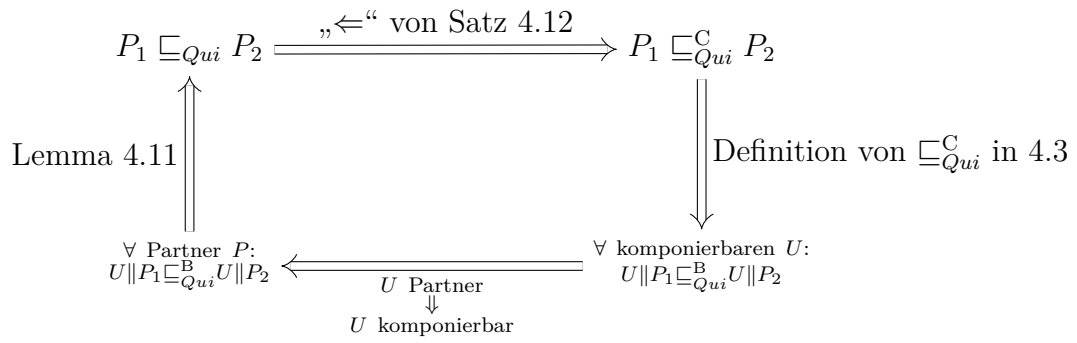 „⇐“ von Satz 4.12
P₁ ⊑_Qui P₂
P₁ ⊑^C_Qui P₂
Lemma 4.11
Definition von ⊑^C_Qui in 4.3
∀ Partner P:
U‖P₁⊑^B_Qui U‖P₂
∀ komponierbaren U:
U‖P₁⊑^B_Qui U‖P₂
U Partner
⇓
U komponierbar